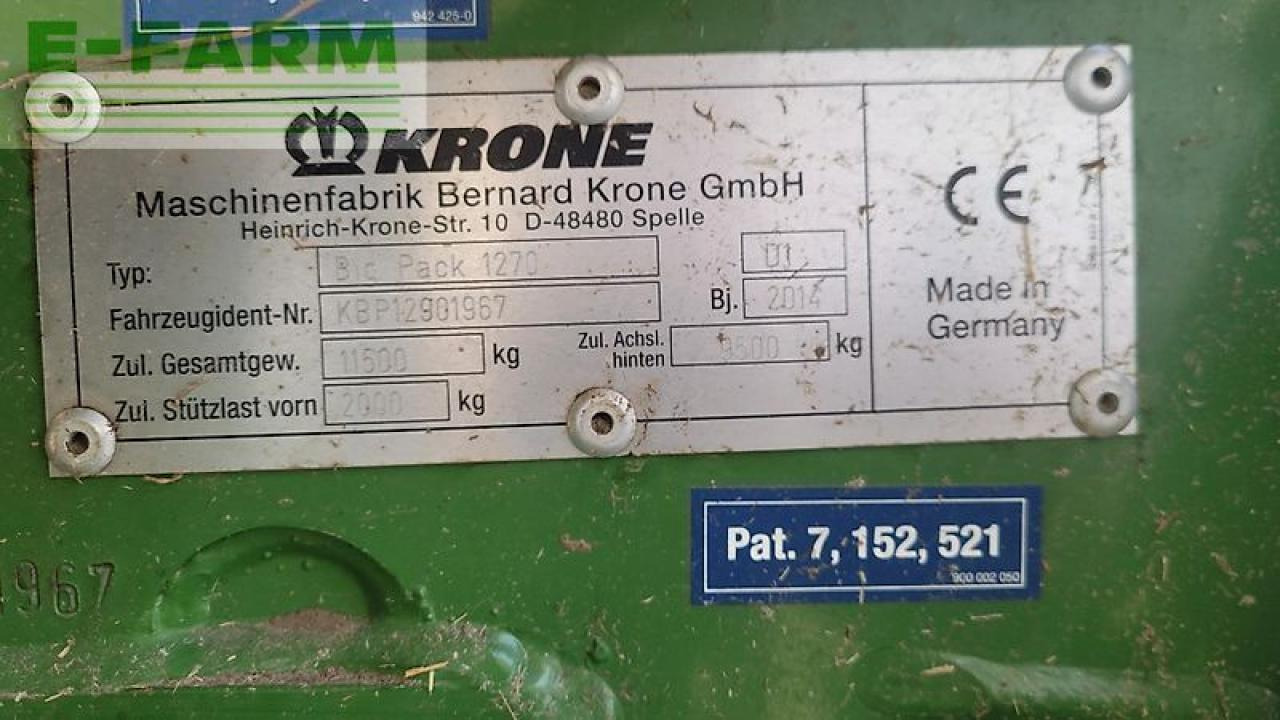 942 425-0
E-FARM
KRONE
Maschinenfabrik Bernard Krone GmbH
Heinrich-Krone-Str. 10 D-48480 Spelle
Typ: Big Pack 1270 01
Fahrzeugident-Nr. KBP12901967 Bj. 2014
Zul. Gesamtgew. 11500 kg Zul. Achsl. hinten 9500 kg
Zul. Stützlast vorn 2000 kg
CE
Made in
Germany
Pat. 7, 152, 521
900 002 050
967